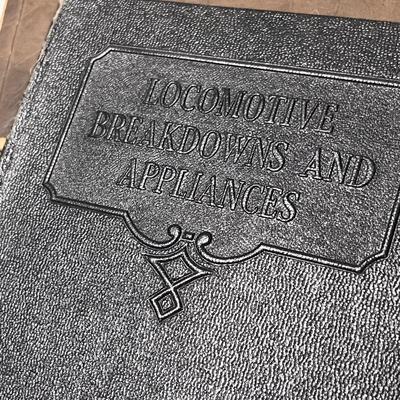 LOCOMOTIVE
BREAKDOWNS AND
APPLIANCES